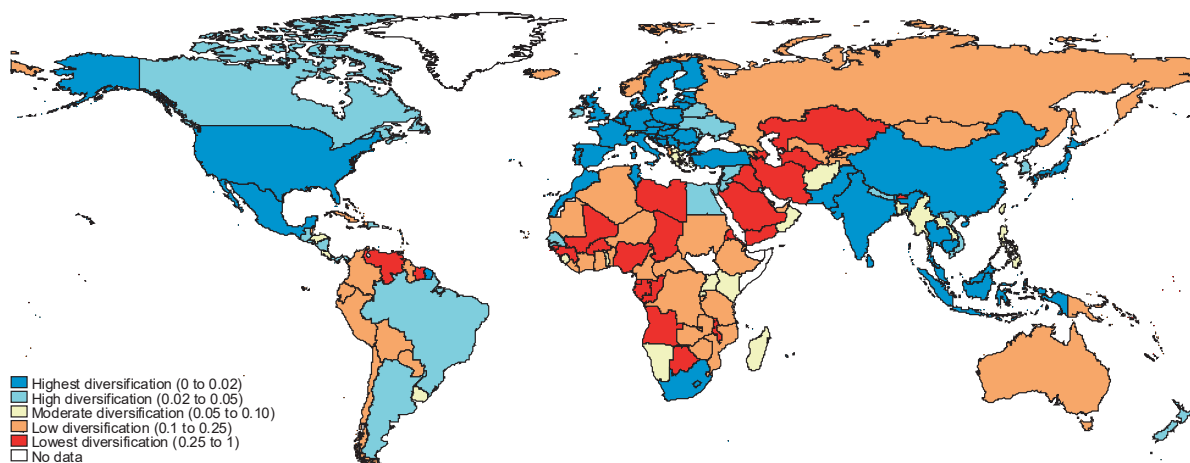 Highest diversification (0 to 0.02)
High diversification (0.02 to 0.05)
Moderate diversification (0.05 to 0.10)
Low diversification (0.1 to 0.25)
Lowest diversification (0.25 to 1)
No data